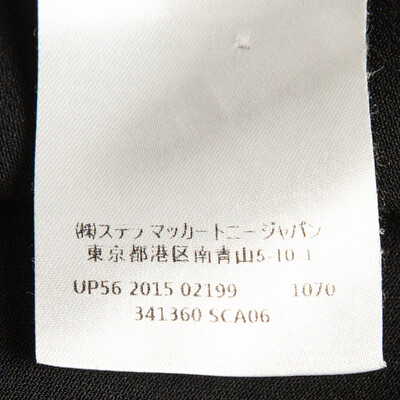 ㈱ステラ マッカートニー ジャパン
東京都港区南青山5-10-1
UP56 2015 02199 1070
341360 SCA06